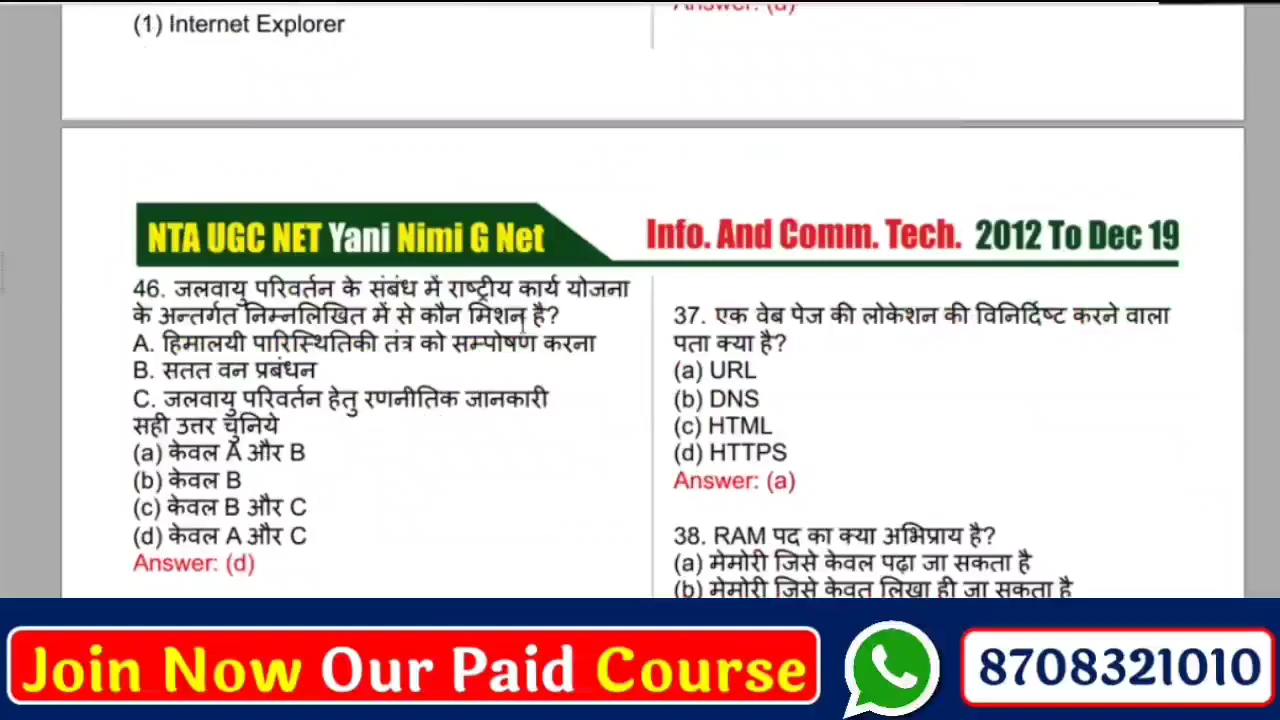 (1) Internet Explorer
Answer: (d)
NTA UGC NET Yani Nimi G Net
Info. And Comm. Tech. 2012 To Dec 19
46. जलवायु परिवर्तन के संबंध में राष्ट्रीय कार्य योजना
के अन्तर्गत निम्नलिखित में से कौन मिशन है?
A. हिमालयी पारिस्थितिकी तंत्र को सम्पोषण करना
B. सतत वन प्रबंधन
C. जलवायु परिवर्तन हेतु रणनीतिक जानकारी
सही उत्तर चुनिये
(a) केवल A और B
(b) केवल B
(c) केवल B और C
(d) केवल A और C
Answer: (d)
37. एक वेब पेज की लोकेशन की विनिर्दिष्ट करने वाला
पता क्या है?
(a) URL
(b) DNS
(c) HTML
(d) HTTPS
Answer: (a)
38. RAM पद का क्या अभिप्राय है?
(a) मेमोरी जिसे केवल पढ़ा जा सकता है
(b) मेमोरी जिसे केवत लिखा ही जा सकता है
Join Now Our Paid Course
8708321010